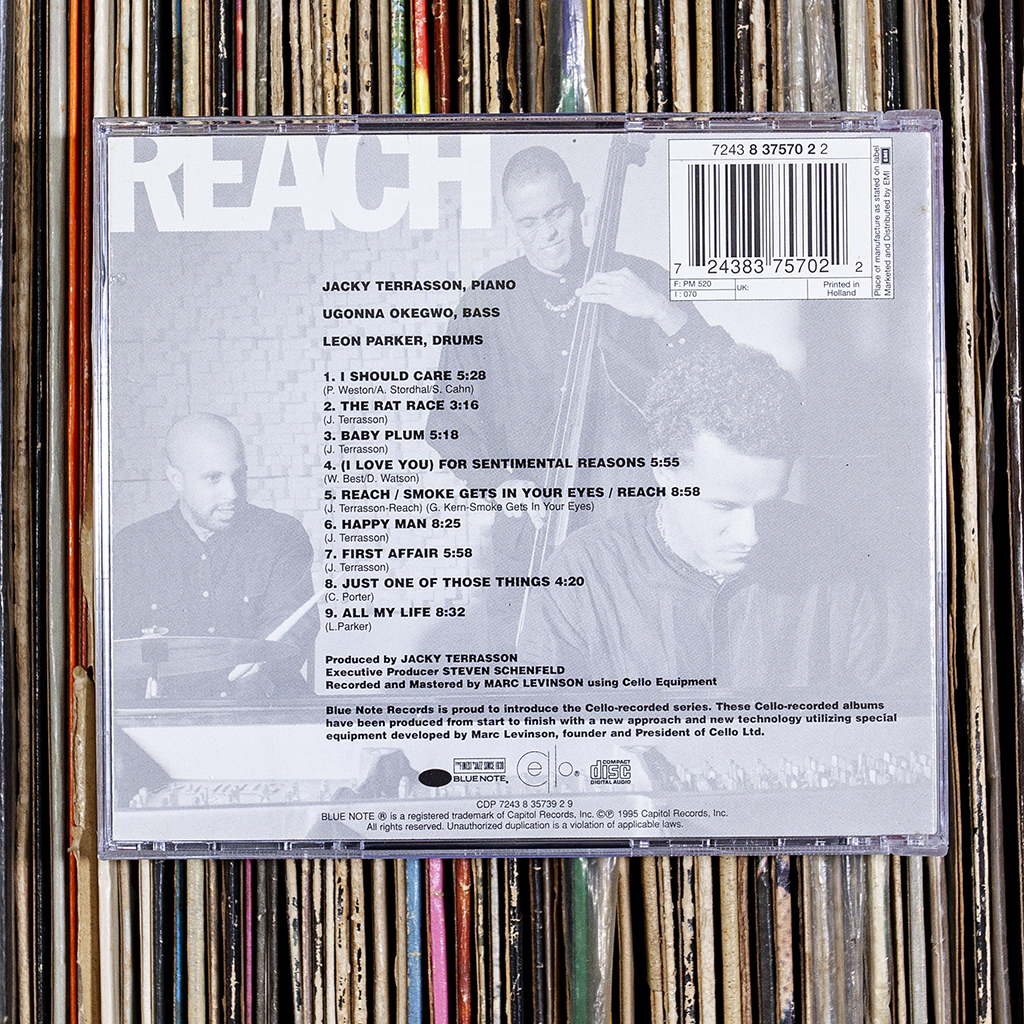 REACH
7243 8 37570 2 2
7 24383 75702 2
F: PM 520
I : 070
UK:
Printed in
Holland
Place of manufacture as stated on label
Marketed and Distributed by EMI EMI
JACKY TERRASSON, PIANO
UGONNA OKEGWO, BASS
LEON PARKER, DRUMS
1. I SHOULD CARE 5:28
(P. Weston/A. Stordhal/S. Cahn)
2. THE RAT RACE 3:16
(J. Terrasson)
3. BABY PLUM 5:18
(J. Terrasson)
4. (I LOVE YOU) FOR SENTIMENTAL REASONS 5:55
(W. Best/D. Watson)
5. REACH / SMOKE GETS IN YOUR EYES / REACH 8:58
(J. Terrasson-Reach) (G. Kern-Smoke Gets In Your Eyes)
6. HAPPY MAN 8:25
(J. Terrasson)
7. FIRST AFFAIR 5:58
(J. Terrasson)
8. JUST ONE OF THOSE THINGS 4:20
(C. Porter)
9. ALL MY LIFE 8:32
(L.Parker)
Produced by JACKY TERRASSON
Executive Producer STEVEN SCHENFELD
Recorded and Mastered by MARC LEVINSON using Cello Equipment
Blue Note Records is proud to introduce the Cello-recorded series. These Cello-recorded albums
have been produced from start to finish with a new approach and new technology utilizing special
equipment developed by Marc Levinson, founder and President of Cello Ltd.
THE FINEST IN JAZZ SINCE 1939
BLUE NOTE®
cello®
COMPACT
disc
DIGITAL AUDIO
CDP 7243 8 35739 2 9
BLUE NOTE ® is a registered trademark of Capitol Records, Inc. ©℗ 1995 Capitol Records, Inc.
All rights reserved. Unauthorized duplication is a violation of applicable laws.